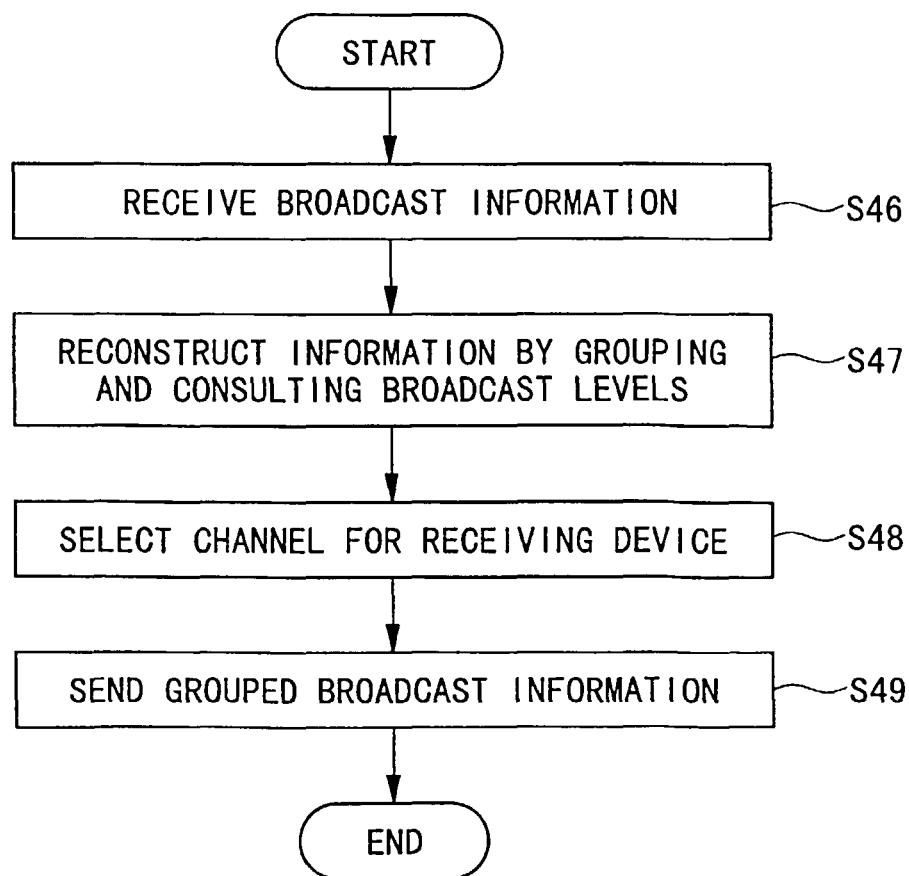 START
RECEIVE BROADCAST INFORMATION
S46
RECONSTRUCT INFORMATION BY GROUPING
AND CONSULTING BROADCAST LEVELS
S47
SELECT CHANNEL FOR RECEIVING DEVICE
S48
SEND GROUPED BROADCAST INFORMATION
S49
END